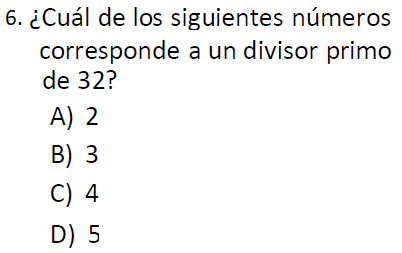 6. ¿Cuál de los siguientes números
corresponde a un divisor primo
de 32?
A) 2
B) 3
C) 4
D) 5